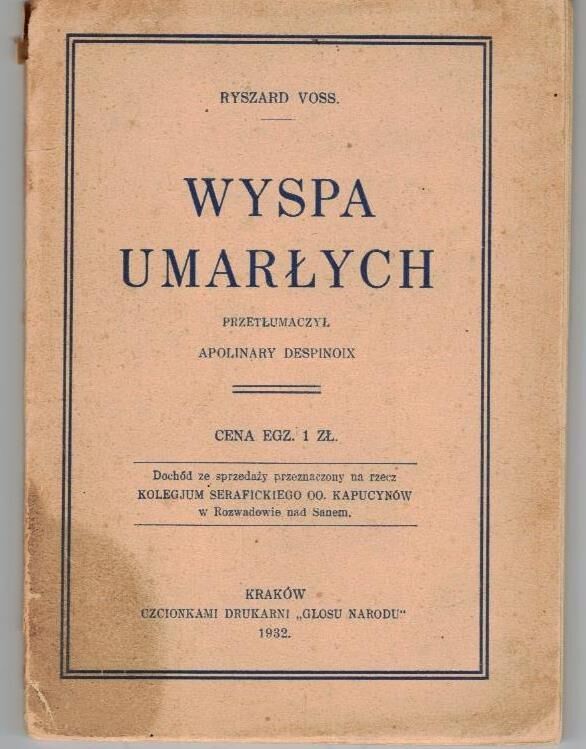 RYSZARD VOSS.
WYSPA
UMARŁYCH
PRZETŁUMACZYŁ
APOLINARY DESPINOIX
CENA EGZ. 1 ZŁ.
Dochód ze sprzedaży przeznaczony na rzecz
KOLEGJUM SERAFICKIEGO OO. KAPUCYNÓW
w Rozwadowie nad Sanem.
KRAKÓW
CZCIONKAMI DRUKARNI „GŁOSU NARODU“
1932.